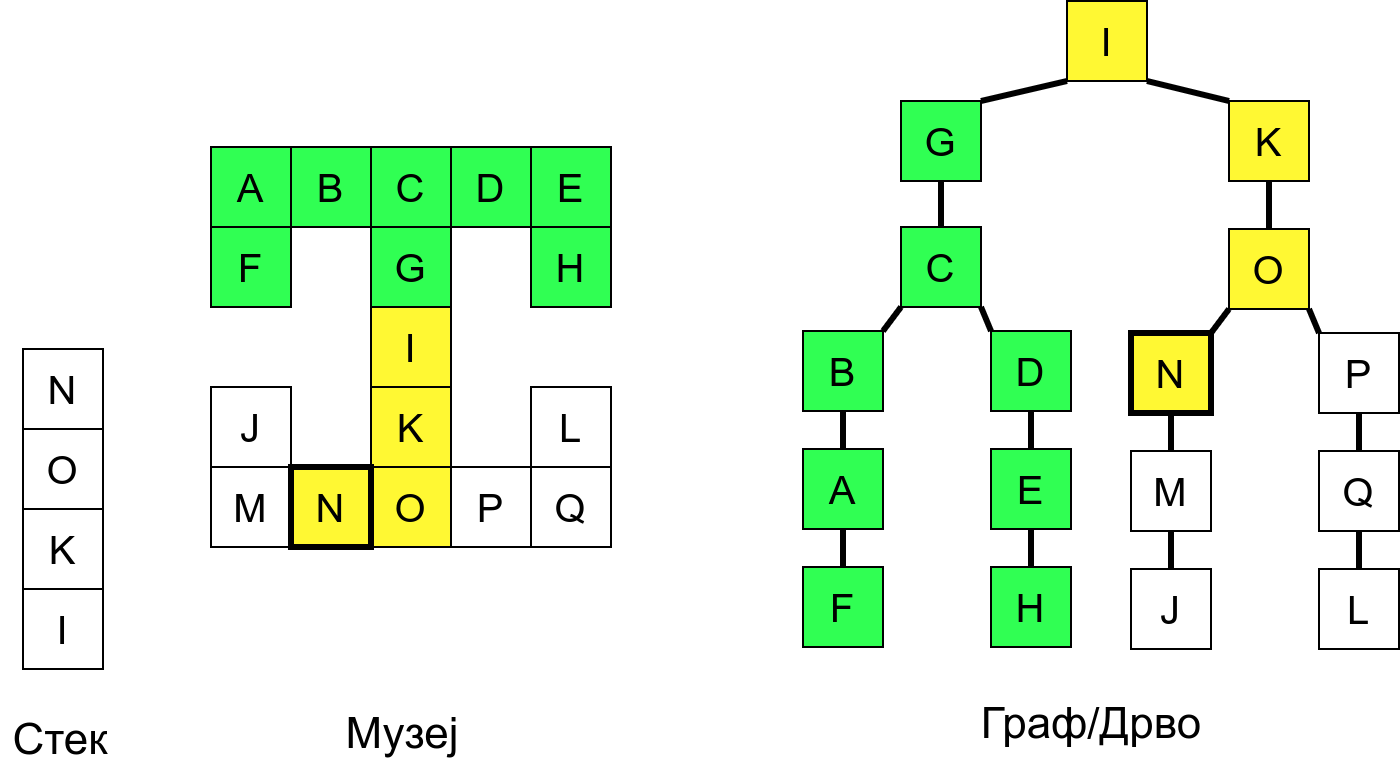 N
O
K
I
Стек
A B C D E
F G H
I
J K L
M N O P Q
Музеј
I
G K
C O
B D N P
A E M Q
F H J L
Граф/Дрво